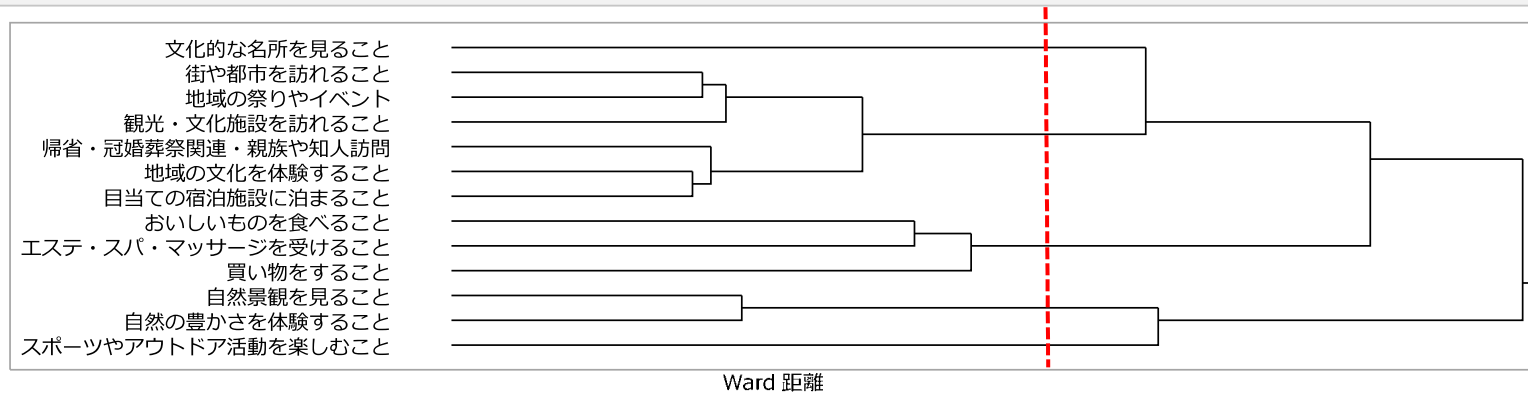 文化的な名所を見ること
街や都市を訪れること
地域の祭りやイベント
観光・文化施設を訪れること
帰省・冠婚葬祭関連・親族や知人訪問
地域の文化を体験すること
目当ての宿泊施設に泊まること
おいしいものを食べること
エステ・スパ・マッサージを受けること
買い物をすること
自然景観を見ること
自然の豊かさを体験すること
スポーツやアウトドア活動を楽しむこと
Ward 距離